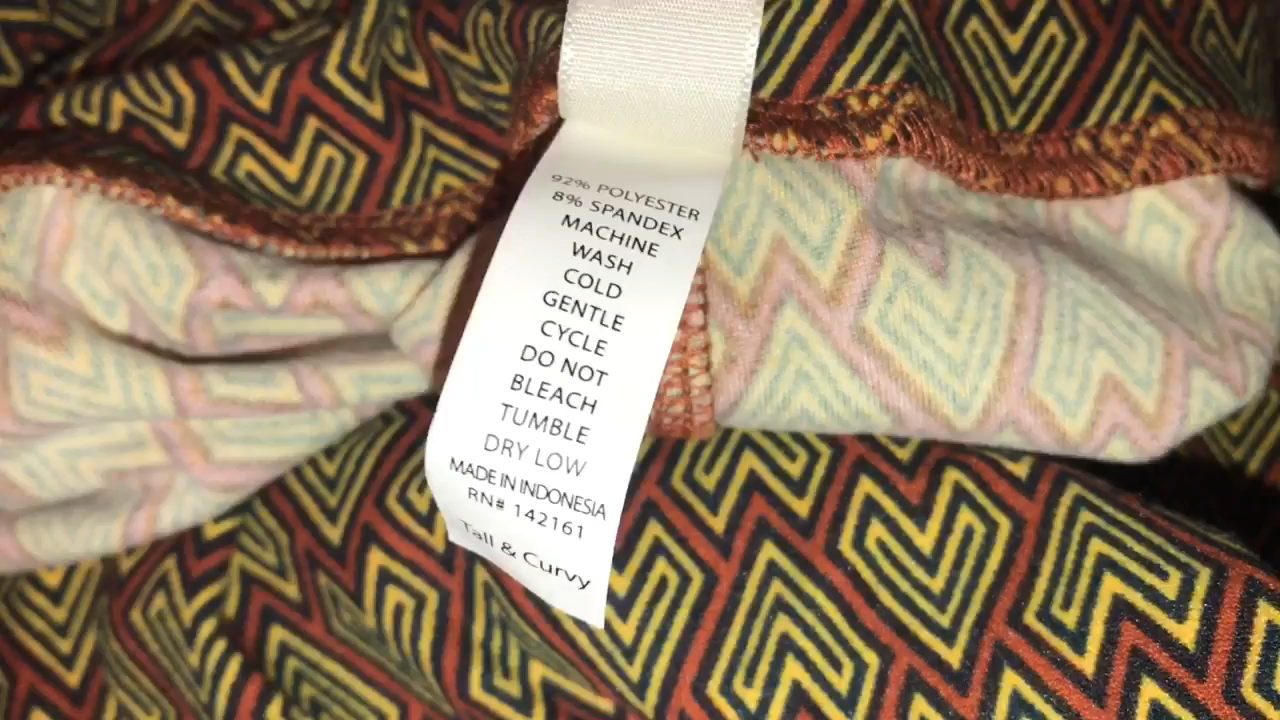 92% POLYESTER
8% SPANDEX
MACHINE
WASH
COLD
GENTLE
CYCLE
DO NOT
BLEACH
TUMBLE
DRY LOW
MADE IN INDONESIA
RN# 142161
Tall & Curvy